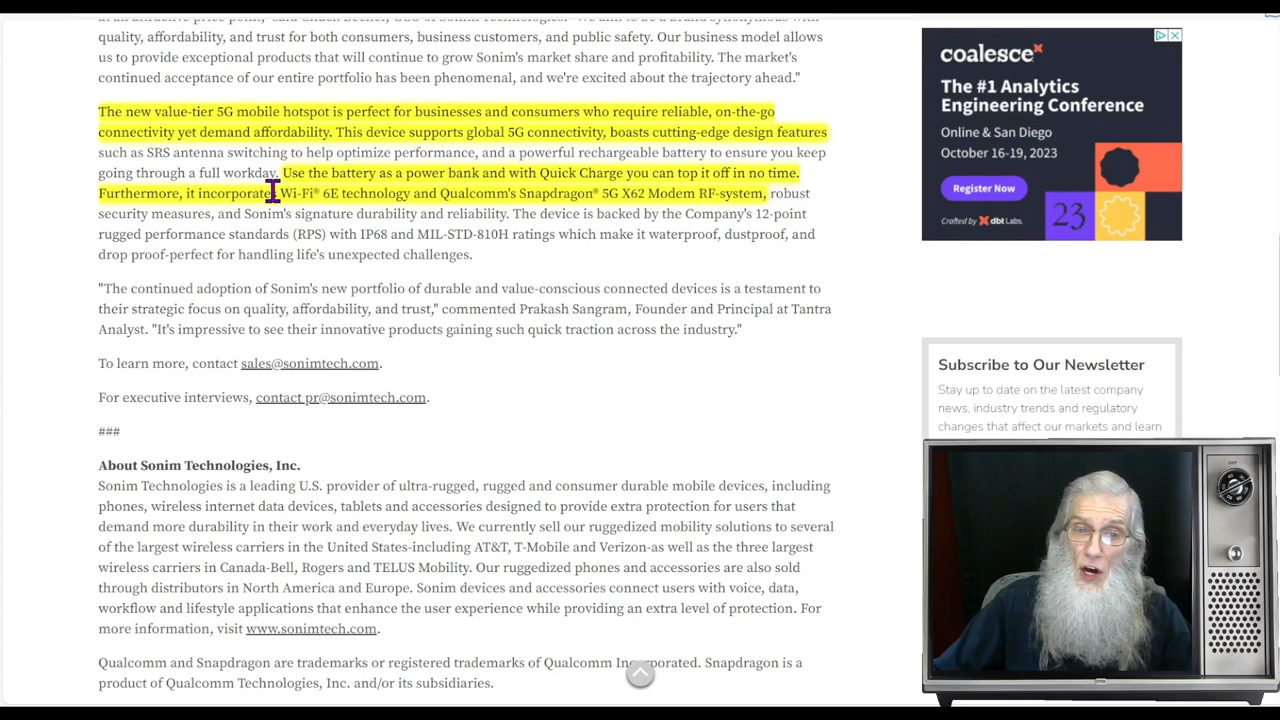 quality, affordability, and trust for both consumers, business customers, and public safety. Our business model allows
us to provide exceptional products that will continue to grow Sonim's market share and profitability. The market's
continued acceptance of our entire portfolio has been phenomenal, and we're excited about the trajectory ahead."
The new value-tier 5G mobile hotspot is perfect for businesses and consumers who require reliable, on-the-go
connectivity yet demand affordability. This device supports global 5G connectivity, boasts cutting-edge design features
such as SRS antenna switching to help optimize performance, and a powerful rechargeable battery to ensure you keep
going through a full workday. Use the battery as a power bank and with Quick Charge you can top it off in no time.
Furthermore, it incorporates Wi-Fi® 6E technology and Qualcomm's Snapdragon® 5G X62 Modem RF-system, robust
security measures, and Sonim's signature durability and reliability. The device is backed by the Company's 12-point
rugged performance standards (RPS) with IP68 and MIL-STD-810H ratings which make it waterproof, dustproof, and
drop proof-perfect for handling life's unexpected challenges.
"The continued adoption of Sonim's new portfolio of durable and value-conscious connected devices is a testament to
their strategic focus on quality, affordability, and trust," commented Prakash Sangram, Founder and Principal at Tantra
Analyst. "It's impressive to see their innovative products gaining such quick traction across the industry."
To learn more, contact sales@sonimtech.com.
For executive interviews, contact pr@sonimtech.com.
###
About Sonim Technologies, Inc.
Sonim Technologies is a leading U.S. provider of ultra-rugged, rugged and consumer durable mobile devices, including
phones, wireless internet data devices, tablets and accessories designed to provide extra protection for users that
demand more durability in their work and everyday lives. We currently sell our ruggedized mobility solutions to several
of the largest wireless carriers in the United States-including AT&T, T-Mobile and Verizon-as well as the three largest
wireless carriers in Canada-Bell, Rogers and TELUS Mobility. Our ruggedized phones and accessories are also sold
through distributors in North America and Europe. Sonim devices and accessories connect users with voice, data,
workflow and lifestyle applications that enhance the user experience while providing an extra level of protection. For
more information, visit www.sonimtech.com.
Qualcomm and Snapdragon are trademarks or registered trademarks of Qualcomm Incorporated. Snapdragon is a
product of Qualcomm Technologies, Inc. and/or its subsidiaries.
coalesce
The #1 Analytics
Engineering Conference
Online & San Diego
October 16-19, 2023
Register Now
Crafted by dbt Labs.
23
Subscribe to Our Newsletter
Stay up to date on the latest company
news, industry trends and regulatory
changes that affect our markets and learn